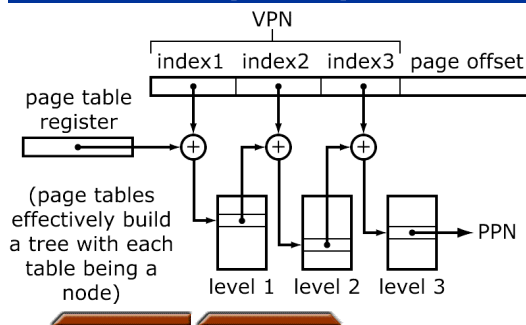 VPN
index1 index2 index3 page offset
page table
register
+ + +
(page tables
effectively build
a tree with each
table being a
node)
PPN
level 1 level 2 level 3